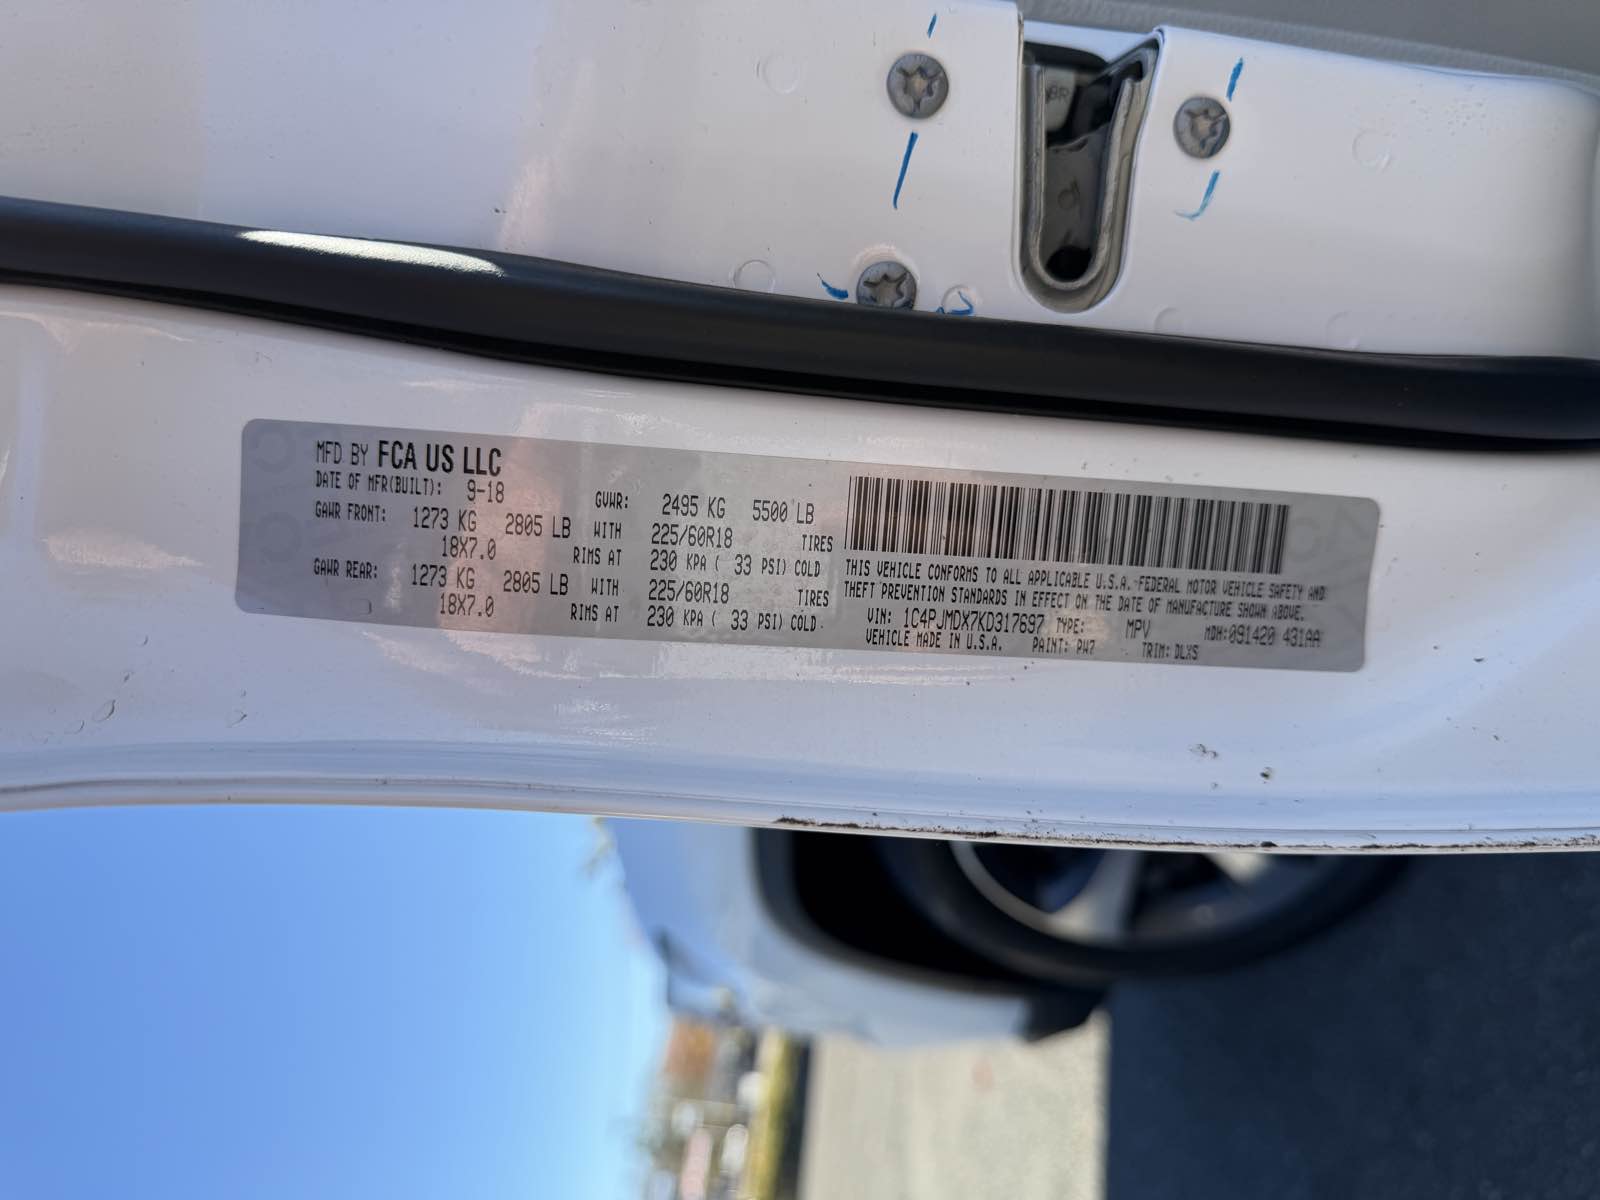 MFD BY FCA US LLC
DATE OF MFR(BUILT): 9-18 GVWR: 2495 KG 5500 LB
GAWR FRONT: 1273 KG 2805 LB WITH 225/60R18 TIRES
18X7.0 RIMS AT 230 KPA ( 33 PSI) COLD
GAWR REAR: 1273 KG 2805 LB WITH 225/60R18 TIRES
18X7.0 RIMS AT 230 KPA ( 33 PSI) COLD
THIS VEHICLE CONFORMS TO ALL APPLICABLE U.S.A. FEDERAL MOTOR VEHICLE SAFETY AND
THEFT PREVENTION STANDARDS IN EFFECT ON THE DATE OF MANUFACTURE SHOWN ABOVE.
VIN: 1C4PJMDX7KD317697 TYPE: MPV MDH:091420 431AA
VEHICLE MADE IN U.S.A. PAINT: PW7 TRIM: DLXS